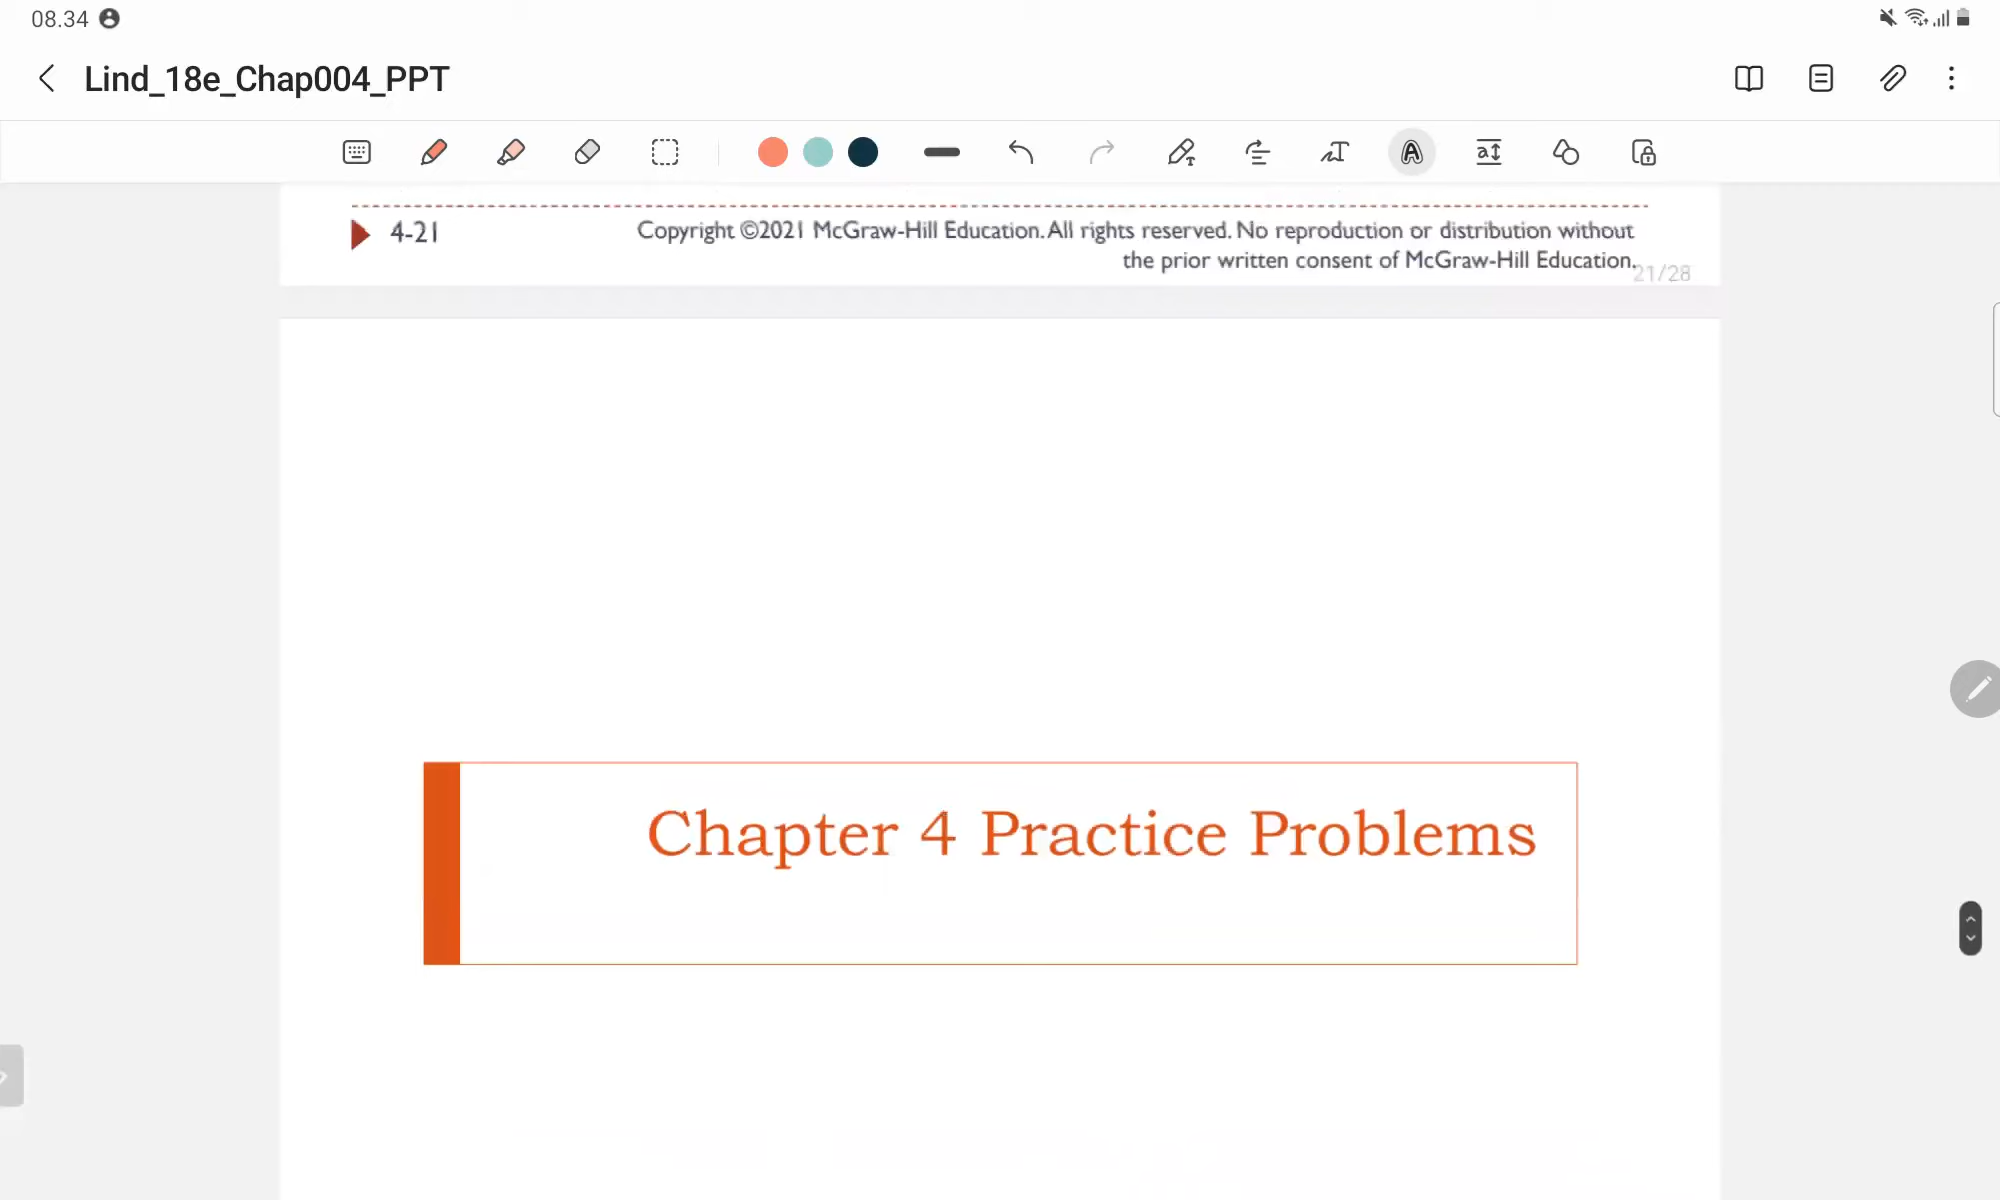 08.34
Lind_18e_Chap004_PPT
4-21
Copyright ©2021 McGraw-Hill Education. All rights reserved. No reproduction or distribution without
the prior written consent of McGraw-Hill Education.
21/28
Chapter 4 Practice Problems